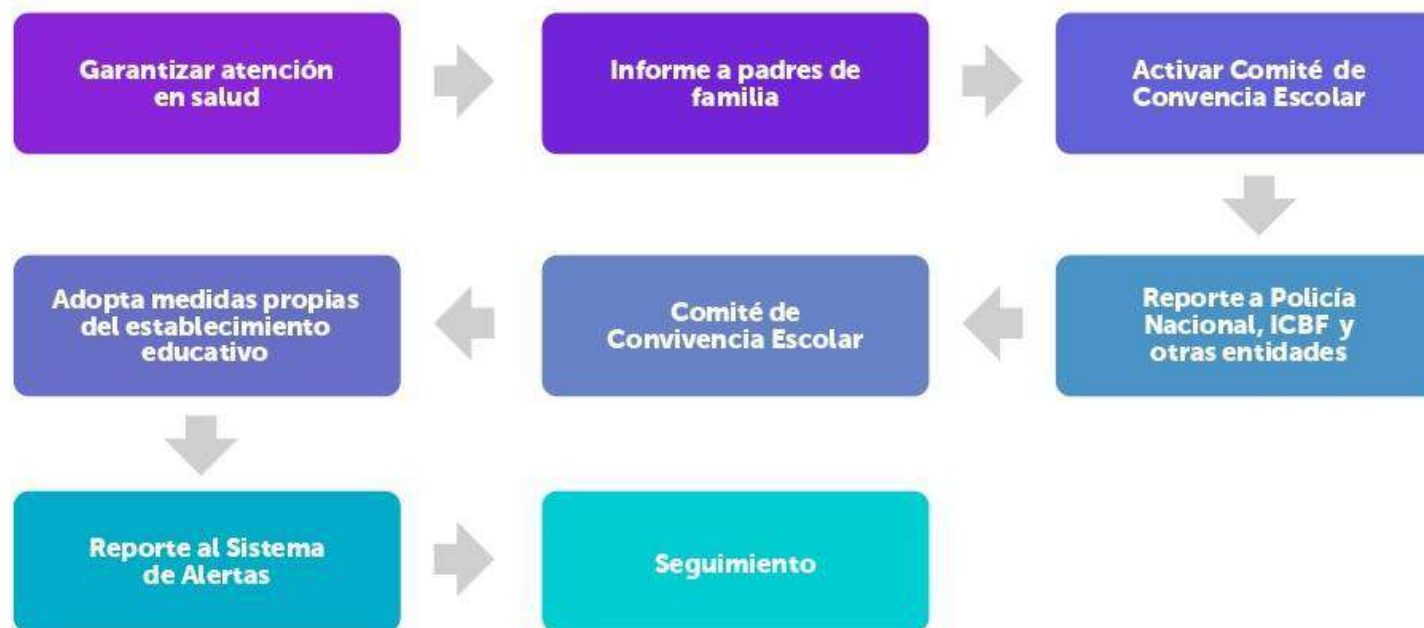 Garantizar atención
en salud
Informe a padres de
familia
Activar Comité de
Convencia Escolar
Reporte a Policía
Nacional, ICBF y
otras entidades
Comité de
Convivencia Escolar
Adopta medidas propias
del establecimiento
educativo
Reporte al Sistema
de Alertas
Seguimiento